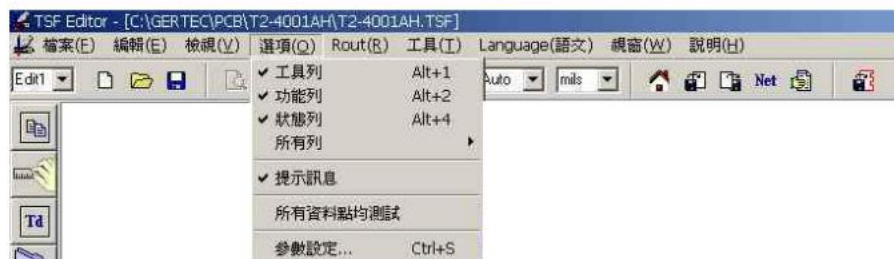 TSF Editor - [C:\GERTEC\PCB\T2-4001AH\T2-4001AH.TSF]
檔案(F) 編輯(E) 檢視(V) 選項(O) Rout(R) 工具(T) Language(語文) 視窗(W) 說明(H)
Edit1 Auto mils Net
工具列 Alt+1
功能列 Alt+2
狀態列 Alt+4
所有列
提示訊息
Td
所有資料點均測試
參數設定... Ctrl+S